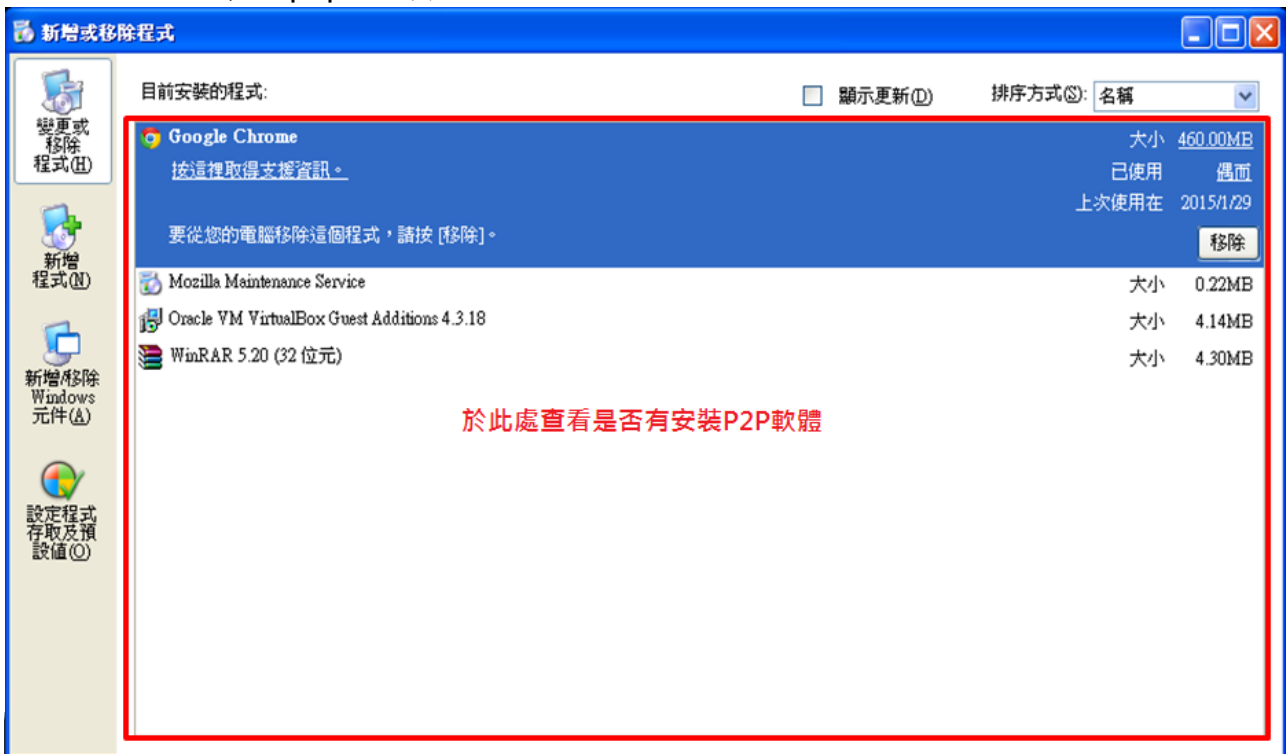 新增或移除程式
變更或
移除
程式(H)
新增
程式(N)
新增/移除
Windows
元件(A)
設定程式
存取及預
設值(O)
目前安裝的程式:
顯示更新(D)
排序方式(S): 名稱
Google Chrome 大小 460.00MB
按這裡取得支援資訊。 已使用 偶而
上次使用在 2015/1/29
要從您的電腦移除這個程式，請按 [移除]。 移除
Mozilla Maintenance Service 大小 0.22MB
Oracle VM VirtualBox Guest Additions 4.3.18 大小 4.14MB
WinRAR 5.20 (32 位元) 大小 4.30MB
於此處查看是否有安裝P2P軟體